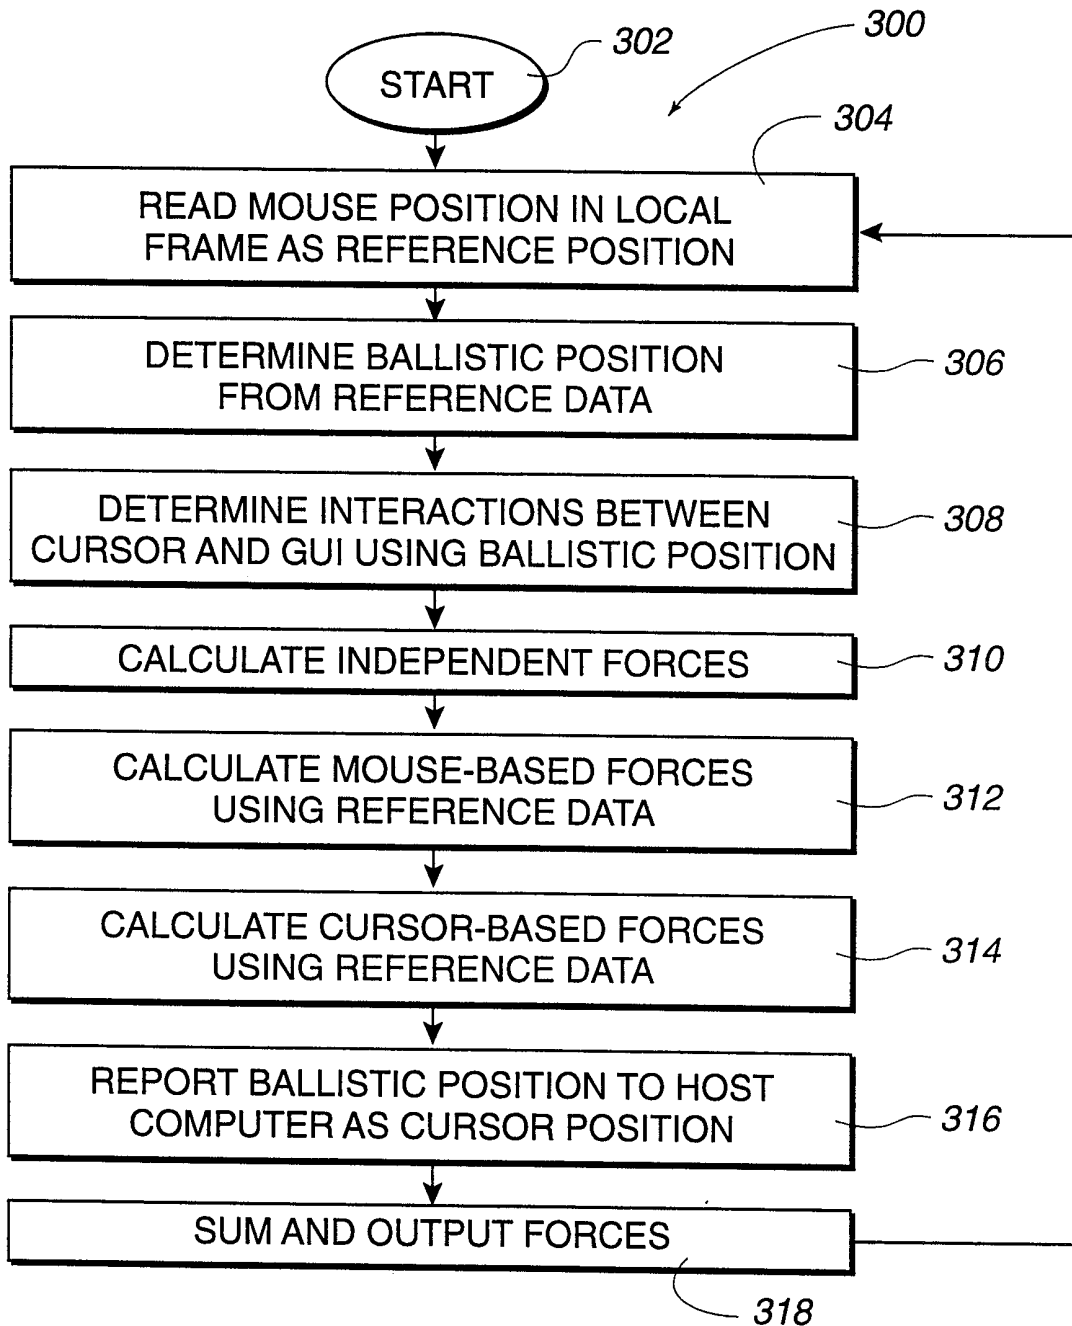 300
302
START
304
READ MOUSE POSITION IN LOCAL
FRAME AS REFERENCE POSITION
DETERMINE BALLISTIC POSITION
FROM REFERENCE DATA
306
DETERMINE INTERACTIONS BETWEEN
CURSOR AND GUI USING BALLISTIC POSITION
308
CALCULATE INDEPENDENT FORCES
310
CALCULATE MOUSE-BASED FORCES
USING REFERENCE DATA
312
CALCULATE CURSOR-BASED FORCES
USING REFERENCE DATA
314
REPORT BALLISTIC POSITION TO HOST
COMPUTER AS CURSOR POSITION
316
SUM AND OUTPUT FORCES
318